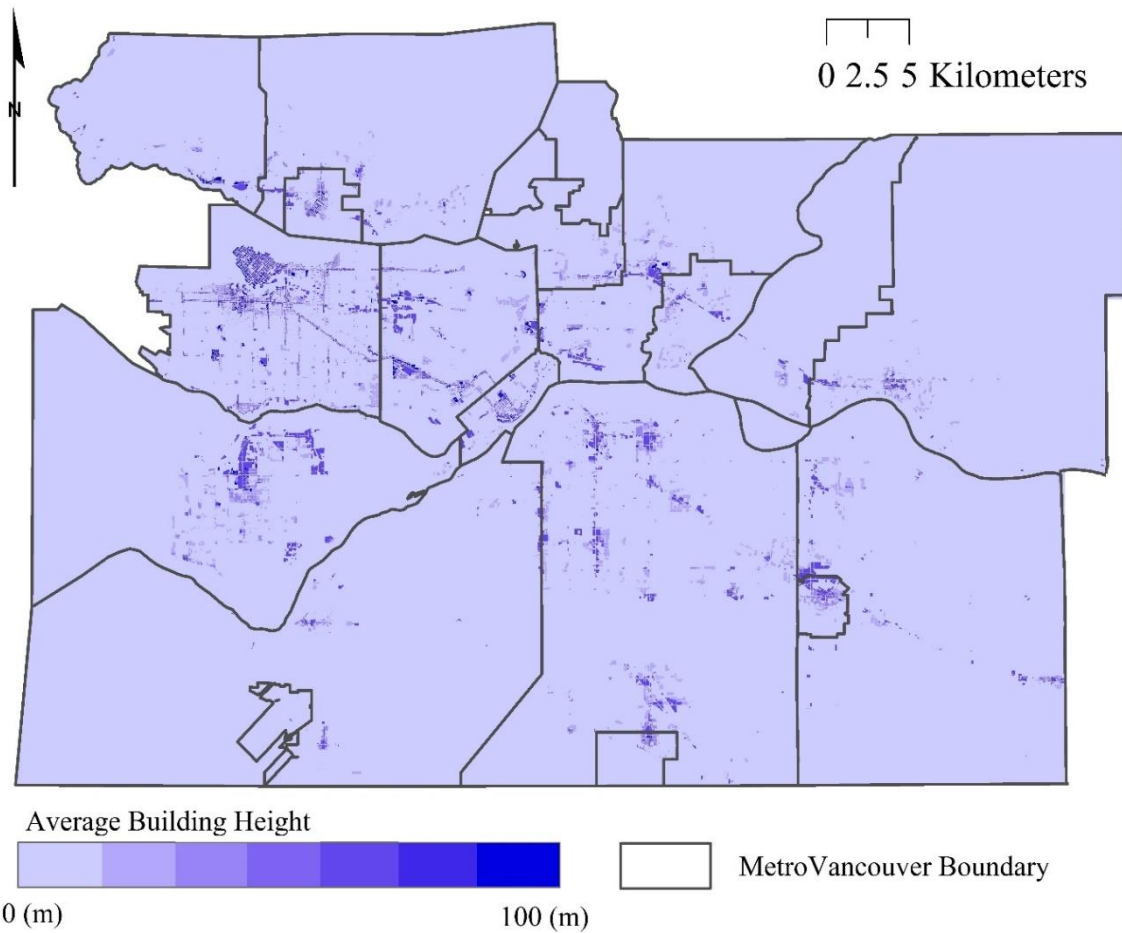 N
0 2.5 5 Kilometers
Average Building Height
MetroVancouver Boundary
0 (m)
100 (m)